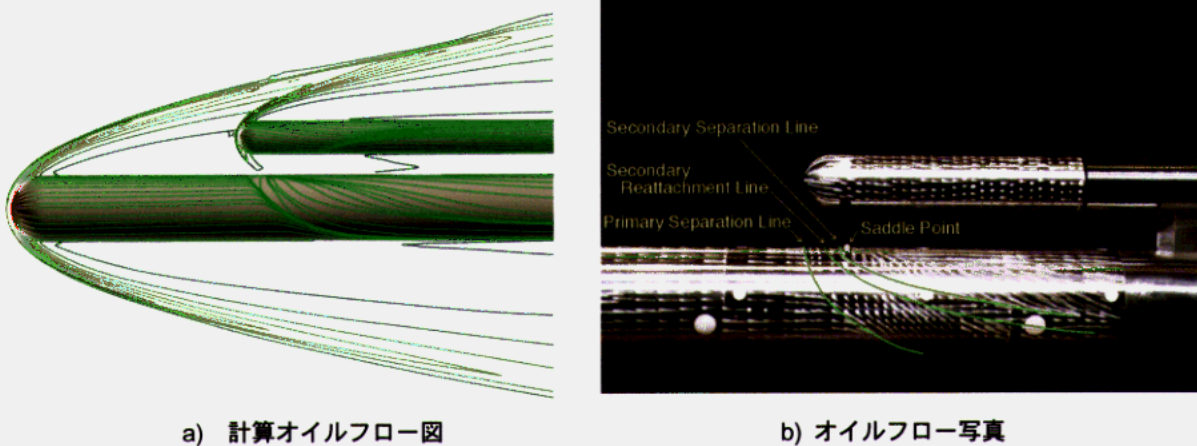 Secondary Separation Line
Secondary
Reattachment Line
Primary Separation Line
Saddle Point
a) 計算オイルフロー図
b) オイルフロー写真